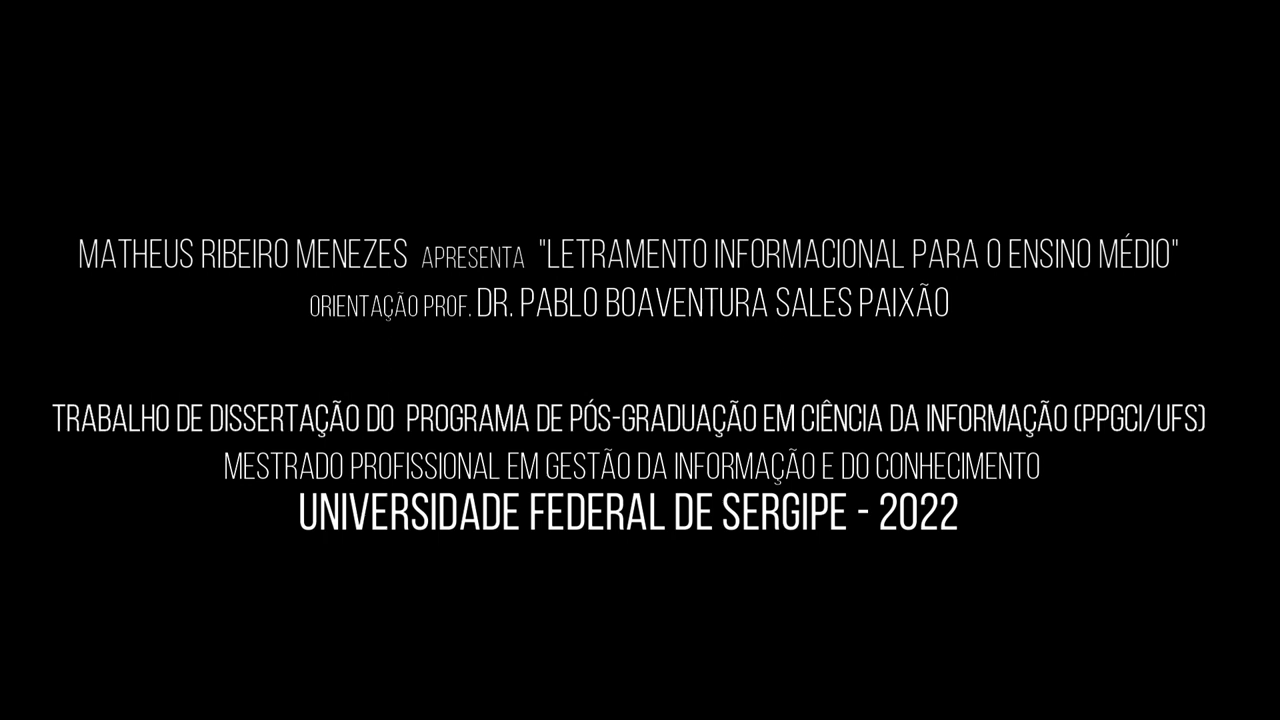 MATHEUS RIBEIRO MENEZES APRESENTA "LETRAMENTO INFORMACIONAL PARA O ENSINO MÉDIO"
ORIENTAÇÃO PROF. DR. PABLO BOAVENTURA SALES PAIXÃO
TRABALHO DE DISSERTAÇÃO DO PROGRAMA DE PÓS-GRADUAÇÃO EM CIÊNCIA DA INFORMAÇÃO (PPGCI/UFS)
MESTRADO PROFISSIONAL EM GESTÃO DA INFORMAÇÃO E DO CONHECIMENTO
UNIVERSIDADE FEDERAL DE SERGIPE - 2022